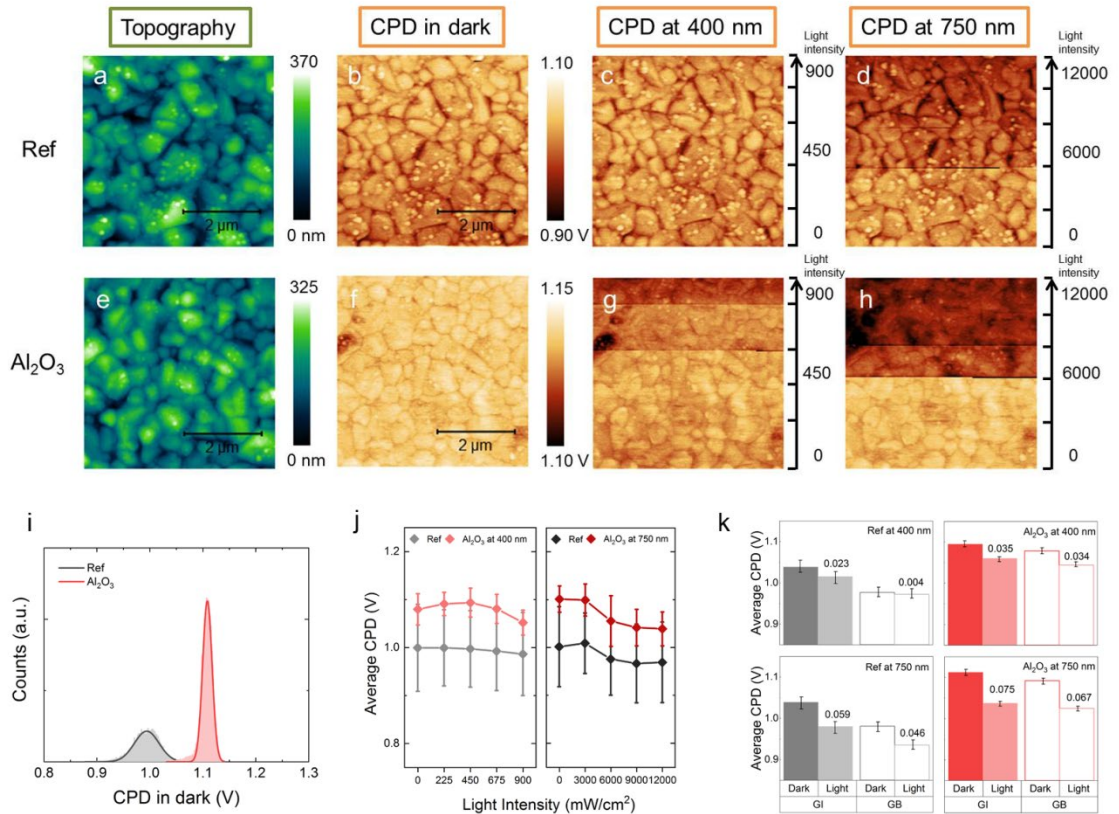 Topography
CPD in dark
CPD at 400 nm
CPD at 750 nm
Ref
a
2 µm
370
0 nm
b
2 µm
1.10
0.90 V
c
Light
intensity
900
450
0
d
Light
intensity
12000
6000
0
Al₂O₃
e
2 µm
325
0 nm
f
2 µm
1.15
1.10 V
g
Light
intensity
900
450
0
h
Light
intensity
12000
6000
0
i
Ref
Al₂O₃
Counts (a.u.)
0.8 0.9 1.0 1.1 1.2 1.3
CPD in dark (V)
j
Ref Al₂O₃ at 400 nm
Ref Al₂O₃ at 750 nm
Average CPD (V)
1.2
1.0
0.8
0 225 450 675 900
0 3000 6000 9000 12000
Light Intensity (mW/cm²)
k
Average CPD (V)
1.1
1.0
0.9
Ref at 400 nm
0.023
0.004
Al₂O₃ at 400 nm
0.035
0.034
Average CPD (V)
1.1
1.0
0.9
Ref at 750 nm
0.059
0.046
Al₂O₃ at 750 nm
0.075
0.067
Dark Light Dark Light
GI GB
Dark Light Dark Light
GI GB